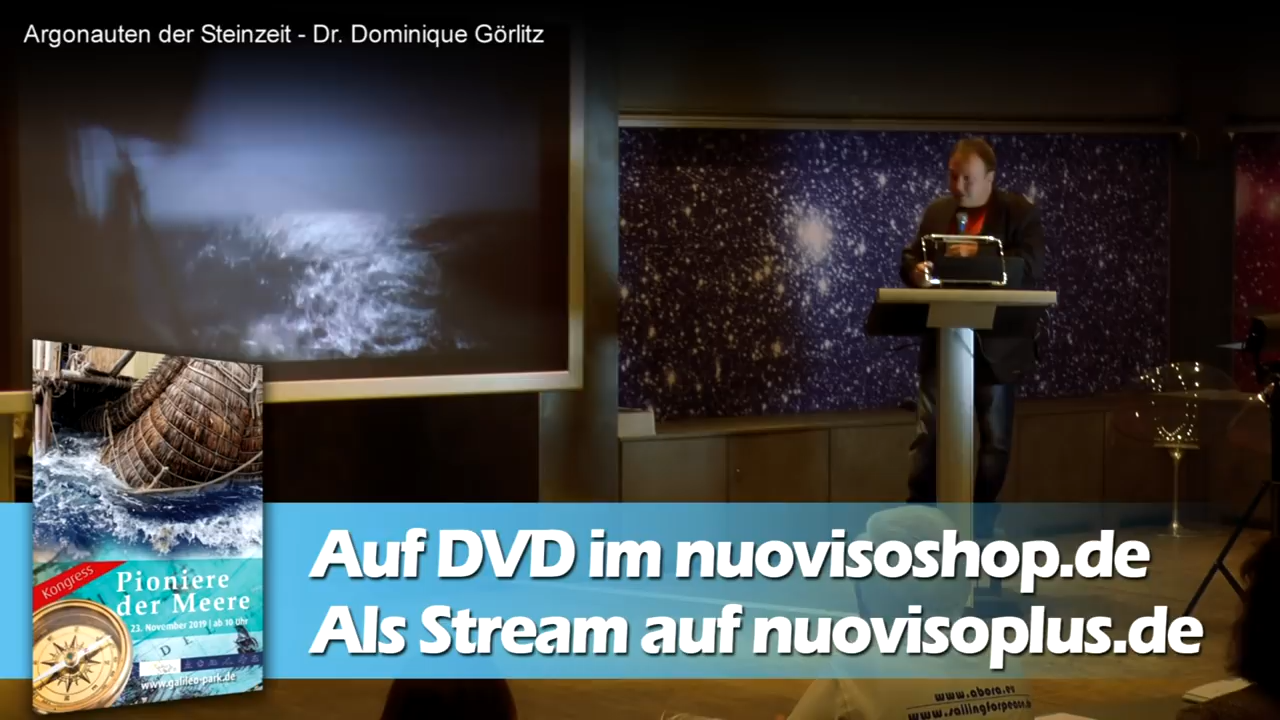 Argonauten der Steinzeit - Dr. Dominique Görlitz
Kongress
Pioniere
der Meere
23. November 2019 | ab 10 Uhr
www.galileo-park.de
Auf DVD im nuovisoshop.de
Als Stream auf nuovisoplus.de
www.abora.eu